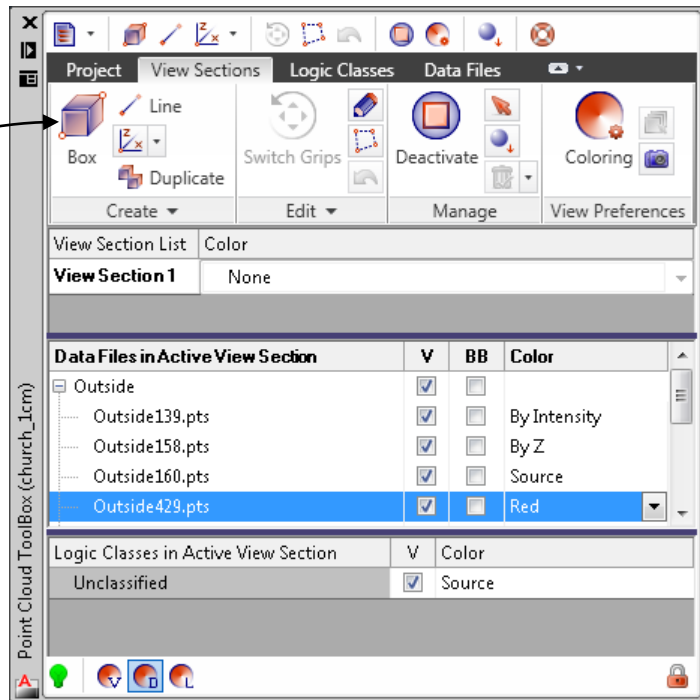 Project View Sections Logic Classes Data Files
Line
Box
Z x
Duplicate
Switch Grips
Deactivate
Coloring
Create Edit Manage View Preferences
View Section List Color
View Section 1 None
Data Files in Active View Section V BB Color
Outside
Outside139.pts By Intensity
Outside158.pts By Z
Outside160.pts Source
Outside429.pts Red
Logic Classes in Active View Section V Color
Unclassified Source
V D L
Point Cloud ToolBox (church_1cm)
A